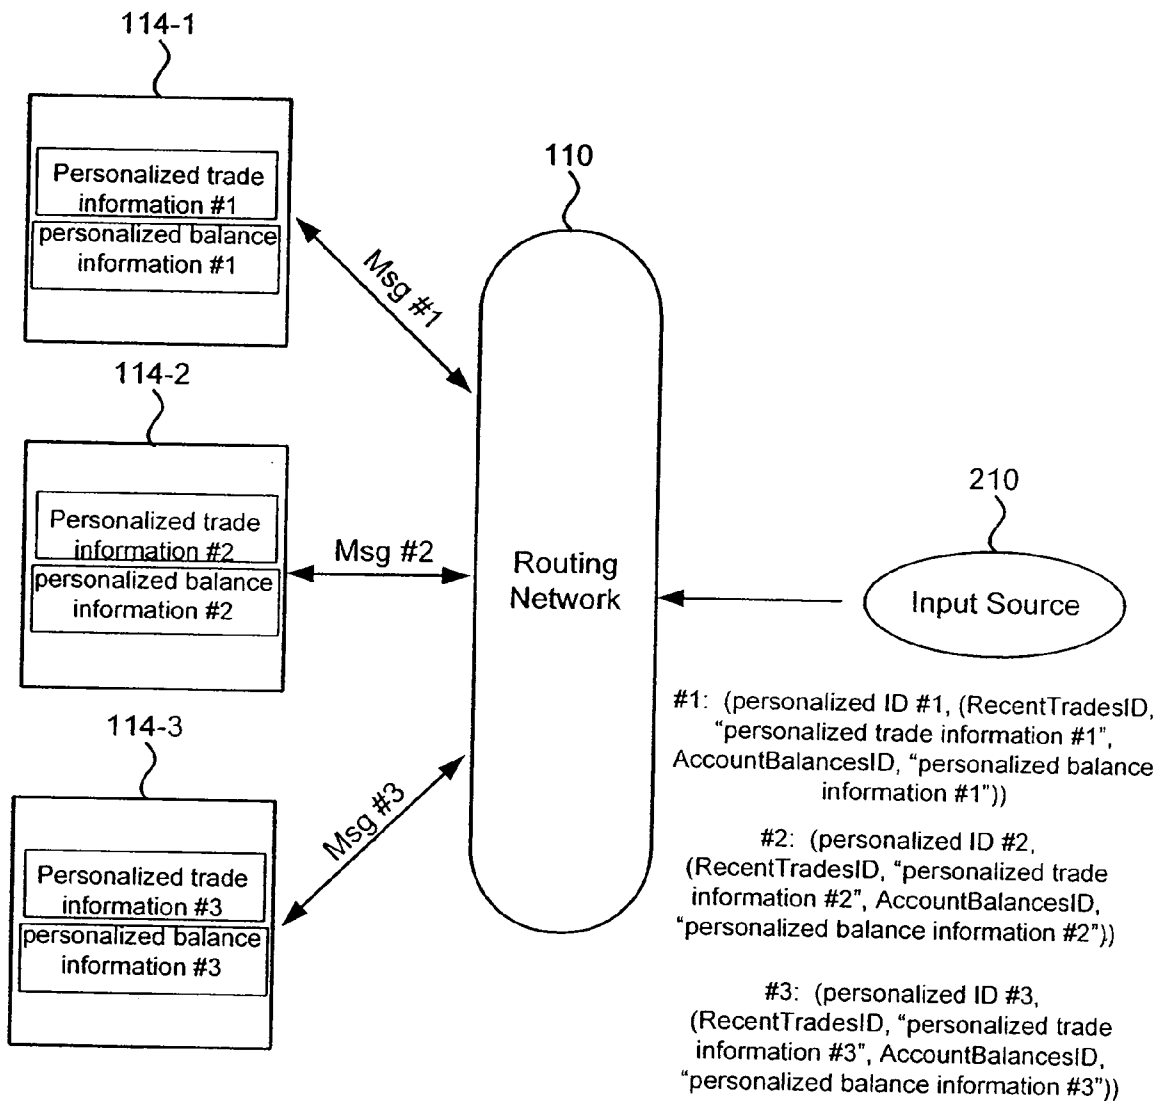 114-1
Personalized trade
information #1
personalized balance
information #1
Msg #1
110
114-2
Personalized trade
information #2
personalized balance
information #2
Msg #2
Routing
Network
210
Input Source
114-3
Personalized trade
information #3
personalized balance
information #3
Msg #3
#1: (personalized ID #1, (RecentTradesID,
“personalized trade information #1”,
AccountBalancesID, “personalized balance
information #1”))
#2: (personalized ID #2,
(RecentTradesID, “personalized trade
information #2”, AccountBalancesID,
“personalized balance information #2”))
#3: (personalized ID #3,
(RecentTradesID, “personalized trade
information #3”, AccountBalancesID,
“personalized balance information #3”))